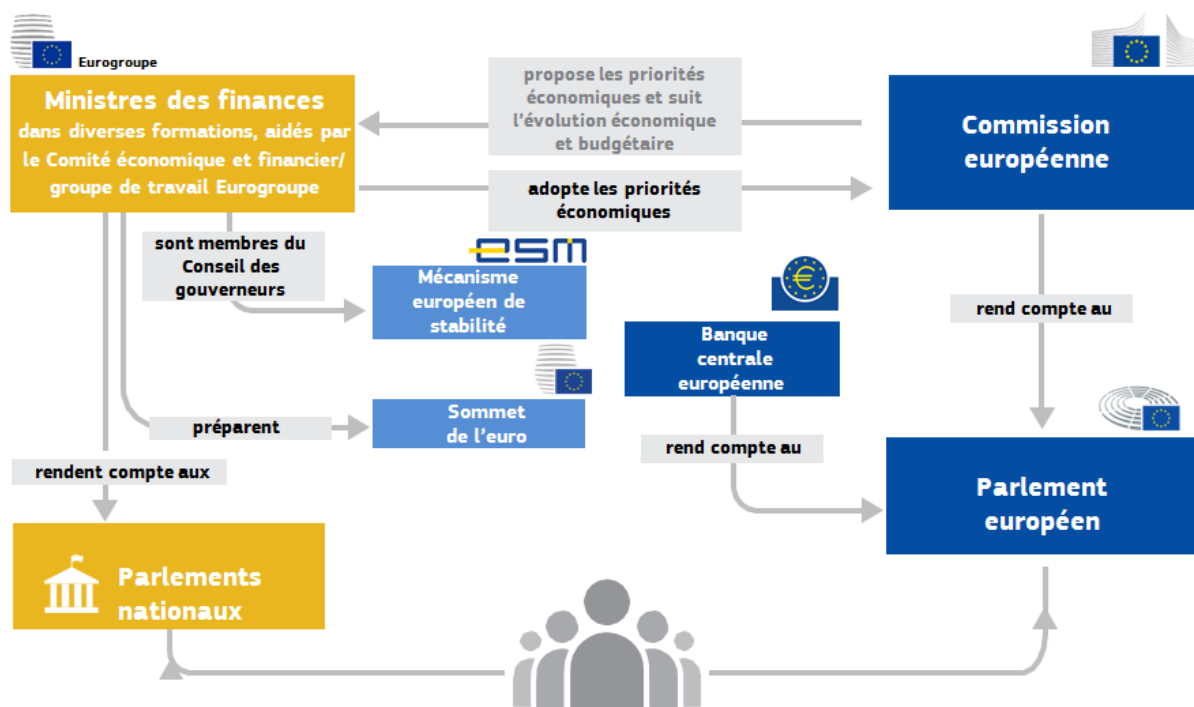 Eurogroupe
Ministres des finances
dans diverses formations, aidés par
le Comité économique et financier/
groupe de travail Eurogroupe
propose les priorités
économiques et suit
l'évolution économique
et budgétaire
adopte les priorités
économiques
Commission
européenne
sont membres du
Conseil des
gouverneurs
esm
Mécanisme
européen de
stabilité
Banque
centrale
européenne
rend compte au
préparent
Sommet
de l'euro
rend compte au
rendent compte aux
Parlement
européen
Parlements
nationaux